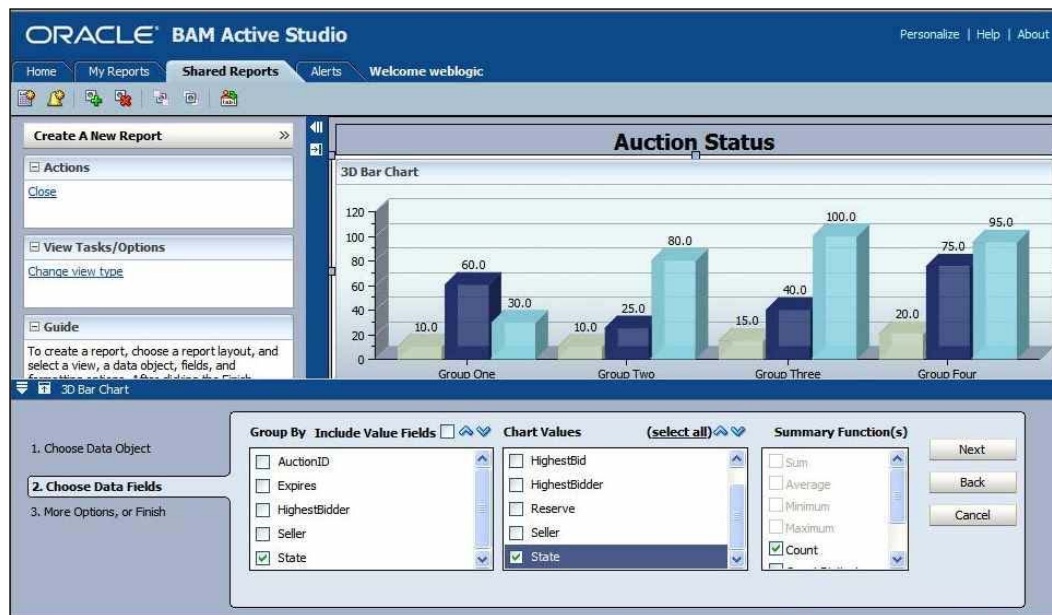 ORACLE BAM Active Studio
Personalize | Help | About
Home My Reports Shared Reports Alerts Welcome weblogic
Create A New Report »
Actions
Close
View Tasks/Options
Change view type
Guide
To create a report, choose a report layout, and
select a view, a data object, fields, and
formatting options. After clicking the Finish
Auction Status
3D Bar Chart
120
100
80
60
40
20
0
10.0 60.0 30.0
10.0 25.0 80.0
15.0 40.0 100.0
20.0 75.0 95.0
Group One Group Two Group Three Group Four
3D Bar Chart
1. Choose Data Object
2. Choose Data Fields
3. More Options, or Finish
Group By Include Value Fields
AuctionID
Expires
HighestBidder
Seller
State
Chart Values (select all)
HighestBid
HighestBidder
Reserve
Seller
State
Summary Function(s)
Sum
Average
Minimum
Maximum
Count
Next
Back
Cancel